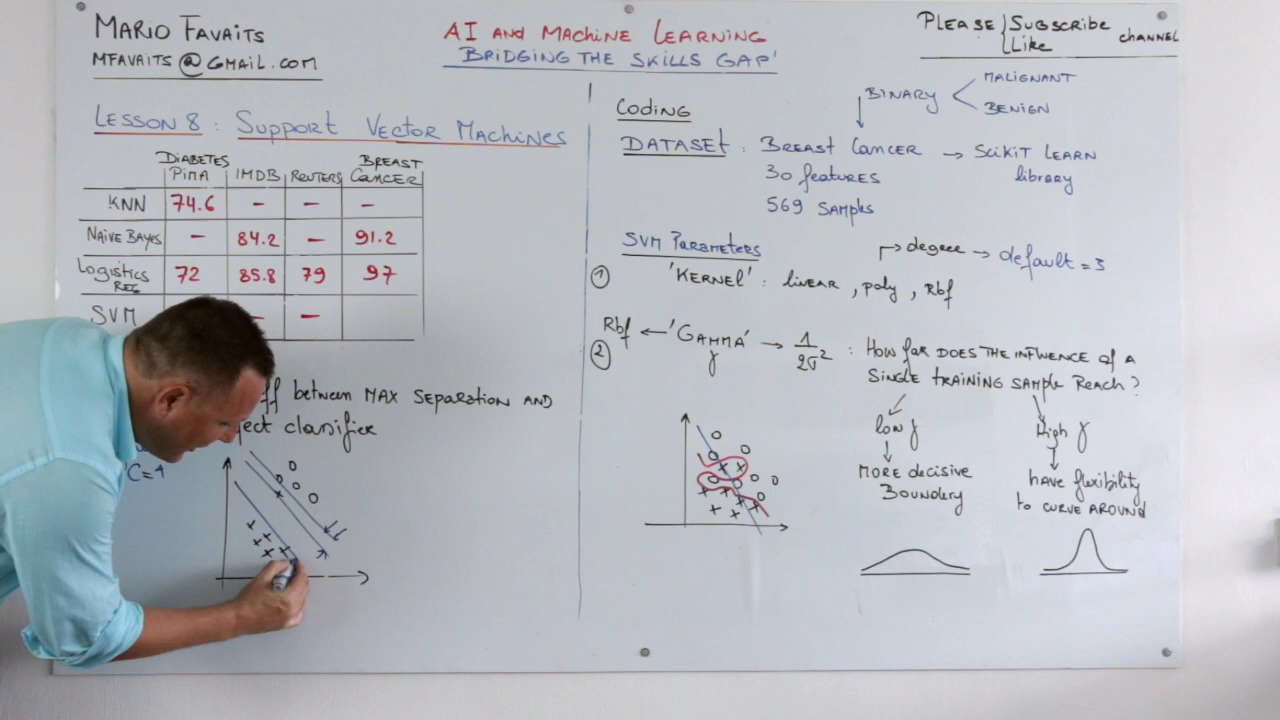 MARIO FAVAITS
MFAVAITS@GMAIL.COM
AI AND MACHINE LEARNING
'BRIDGING THE SKILLS GAP'
PLEASE SUBSCRIBE
LIKE
CHANNEL
LESSON 8 : SUPPORT VECTOR MACHINES
DIABETES PIMA IMDB REUTERS BREAST CANCER
KNN 74.6 - - -
NAIVE BAYES - 84.2 - 91.2
LOGISTICS REG 72 85.8 79 97
SVM - -
between MAX SEPARATION AND
classifier
C=1
CODING
BINARY
MALIGNANT
BENIGN
DATASET : BREAST CANCER → SCIKIT LEARN
library
30 features
569 SAMPLES
SVM PARAMETERS
degree → default = 3
① 'KERNEL' : LINEAR , poly , Rbf
② Rbf ← 'GAMMA' → 1/2σ² : HOW far DOES THE INFLUENCE of A
γ
SINGLE TRAINING SAMPLE REACH?
low γ
MORE decisive
BOUNDERY
High γ
HAVE flexibility
to CURVE AROUND